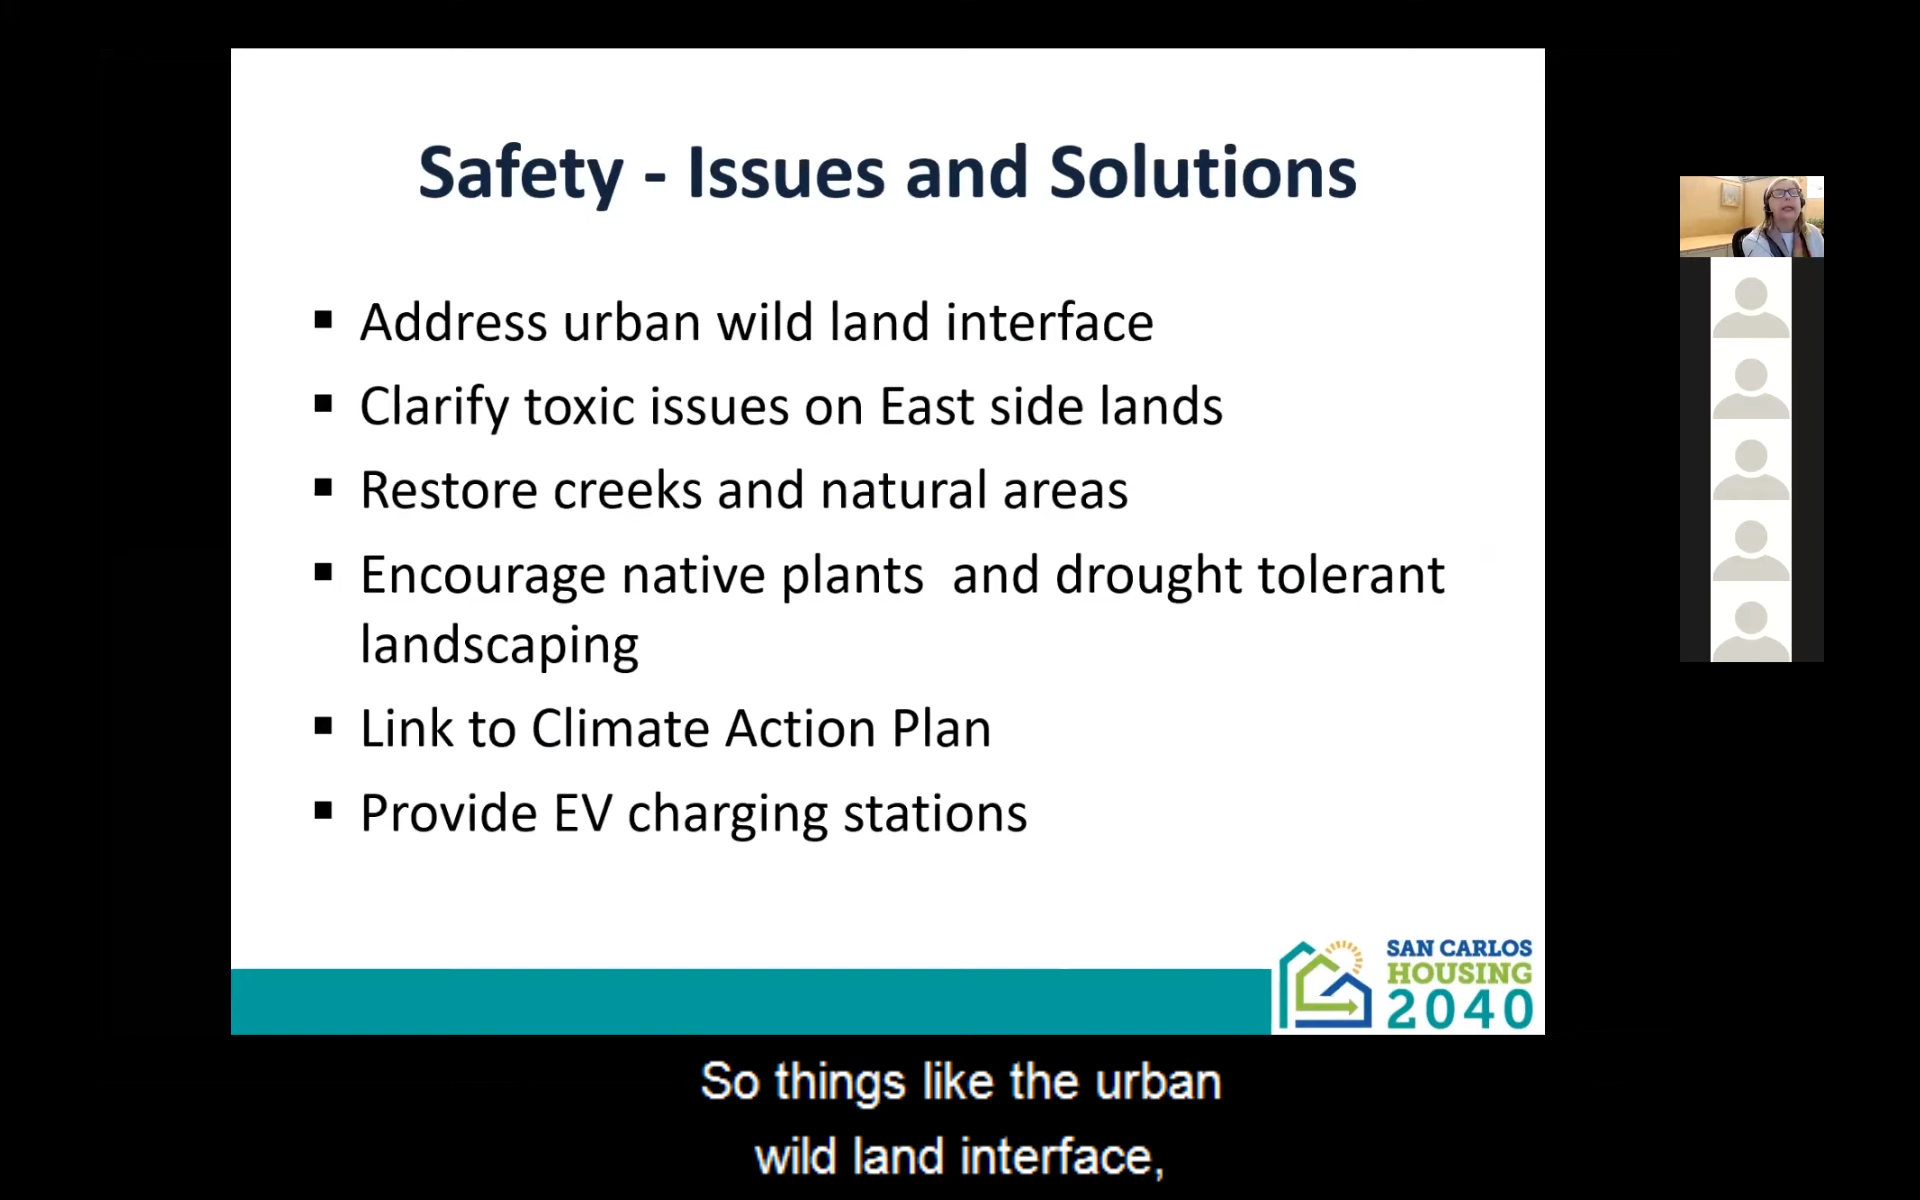 Safety - Issues and Solutions
▪ Address urban wild land interface
▪ Clarify toxic issues on East side lands
▪ Restore creeks and natural areas
▪ Encourage native plants  and drought tolerant
landscaping
▪ Link to Climate Action Plan
▪ Provide EV charging stations
SAN CARLOS
HOUSING
2040
So things like the urban
wild land interface,